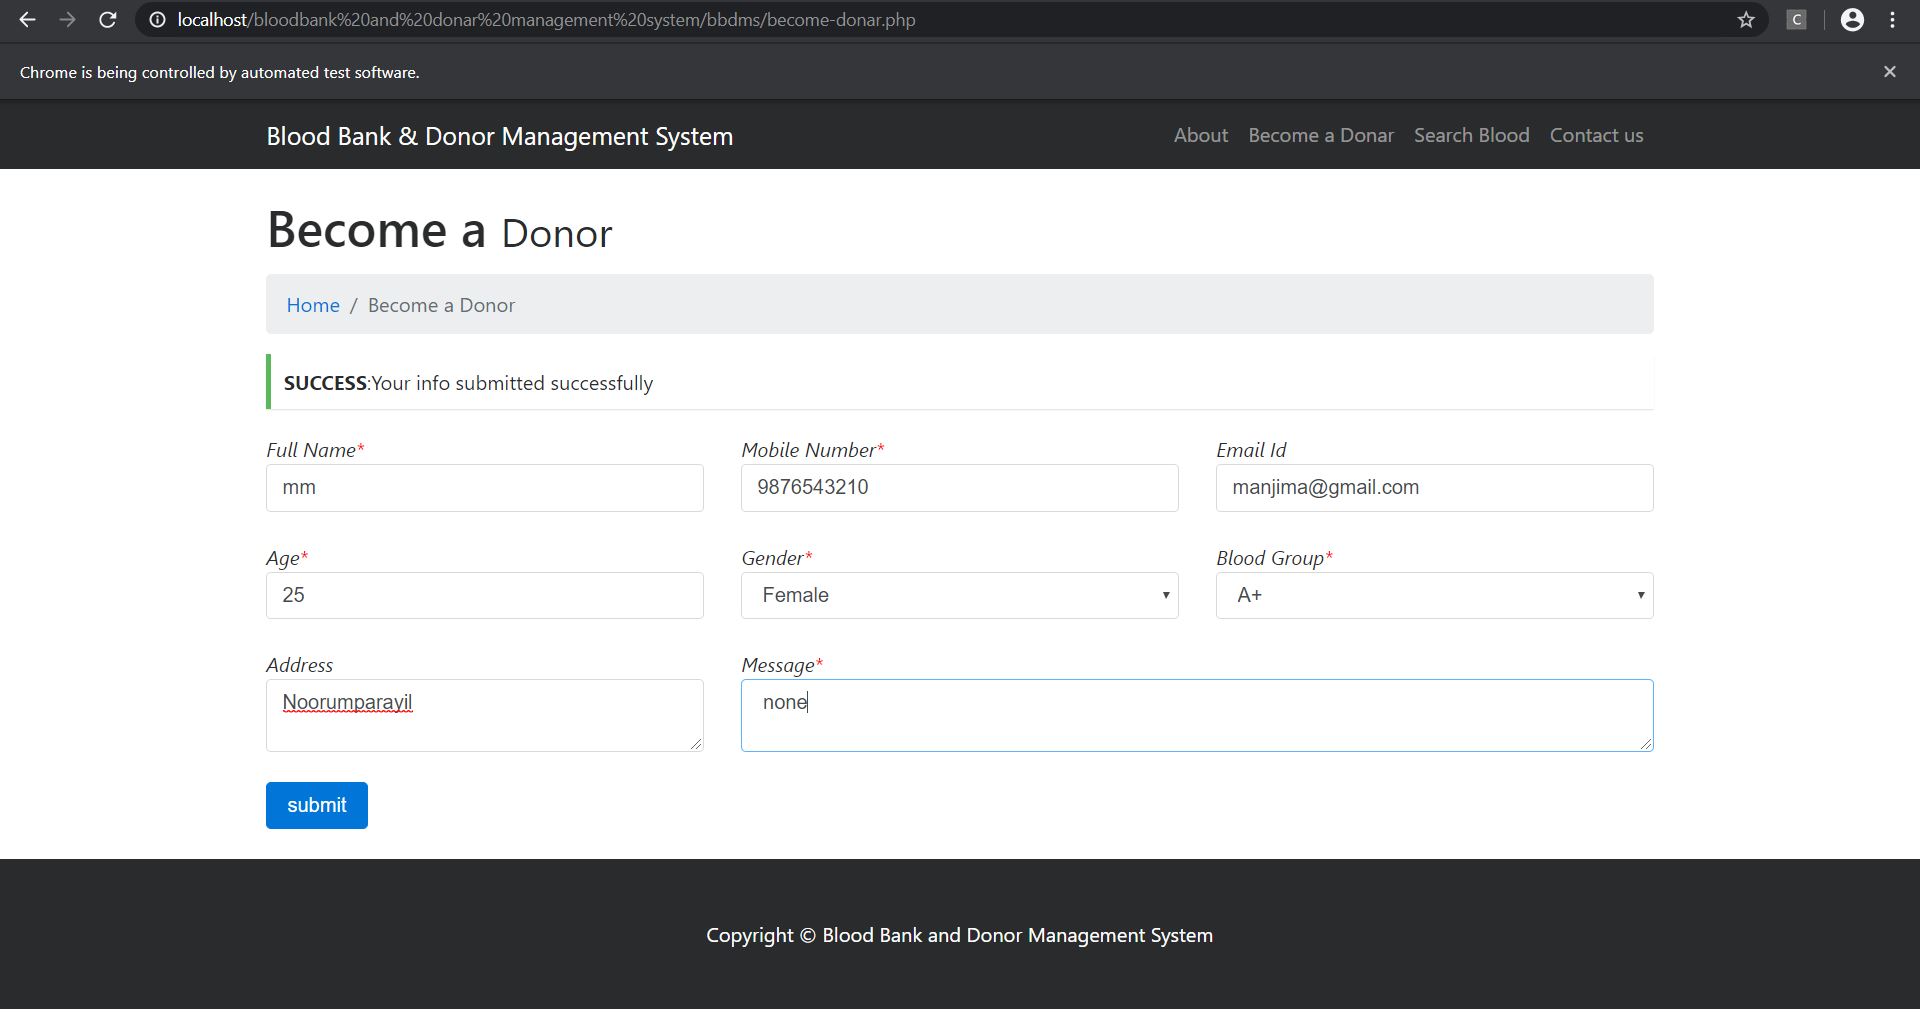 localhost/bloodbank%20and%20donar%20management%20system/bbdms/become-donar.php
C
Chrome is being controlled by automated test software.
Blood Bank & Donor Management System About Become a Donar Search Blood Contact us
Become a Donor
Home / Become a Donor
SUCCESS:Your info submitted successfully
Full Name* Mobile Number* Email Id
mm 9876543210 manjima@gmail.com
Age* Gender* Blood Group*
25 Female A+
Address Message*
Noorumparayil none
submit
Copyright © Blood Bank and Donor Management System